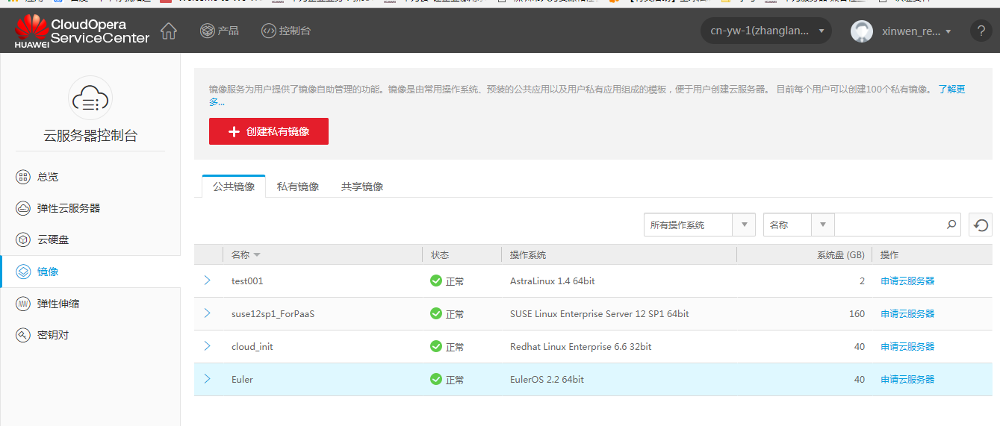 HUAWEI
CloudOpera
ServiceCenter
产品
控制台
cn-yw-1(zhanglan...
xinwen_re...
?
云服务器控制台
总览
弹性云服务器
云硬盘
镜像
弹性伸缩
密钥对
镜像服务为用户提供了镜像自助管理的功能。镜像是由常用操作系统、预装的公共应用以及用户私有应用组成的模板，便于用户创建云服务器。 目前每个用户可以创建100个私有镜像。 了解更
多...
创建私有镜像
公共镜像 私有镜像 共享镜像
所有操作系统 名称
名称 状态 操作系统 系统盘 (GB) 操作
test001 正常 AstraLinux 1.4 64bit 2 申请云服务器
suse12sp1_ForPaaS 正常 SUSE Linux Enterprise Server 12 SP1 64bit 160 申请云服务器
cloud_init 正常 Redhat Linux Enterprise 6.6 32bit 40 申请云服务器
Euler 正常 EulerOS 2.2 64bit 40 申请云服务器